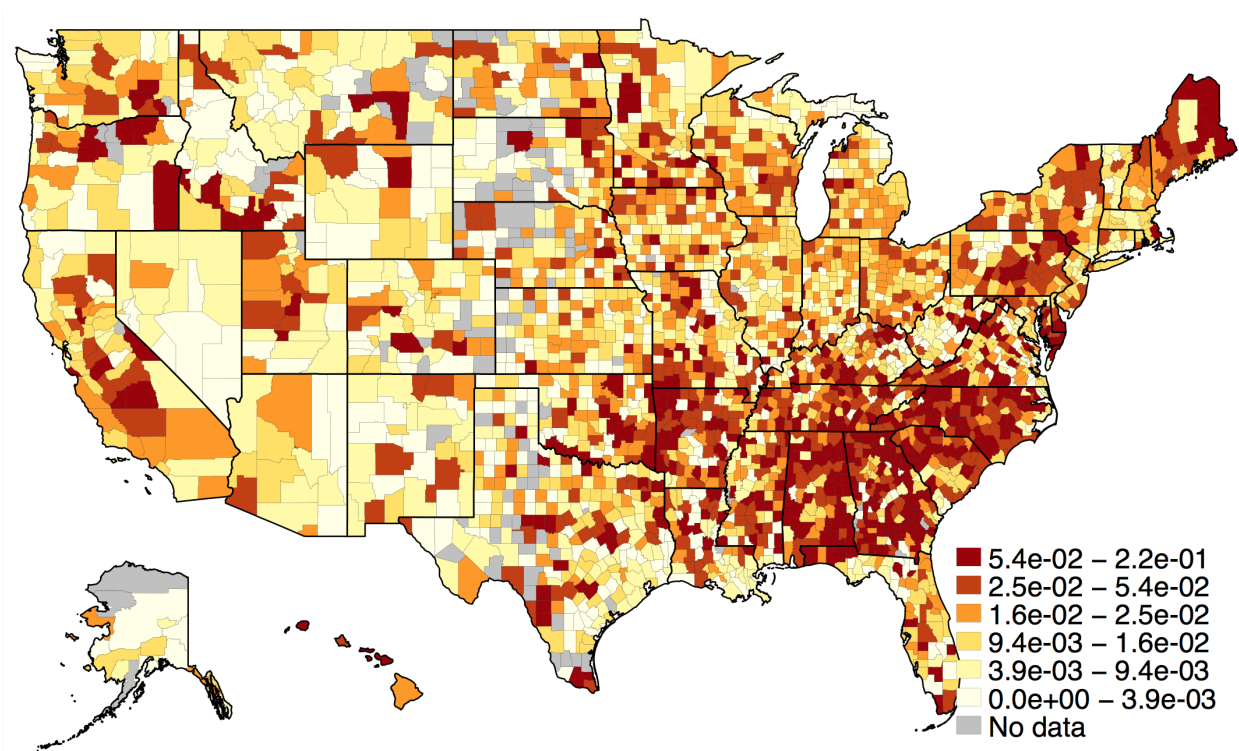 5.4e-02 – 2.2e-01
2.5e-02 – 5.4e-02
1.6e-02 – 2.5e-02
9.4e-03 – 1.6e-02
3.9e-03 – 9.4e-03
0.0e+00 – 3.9e-03
No data